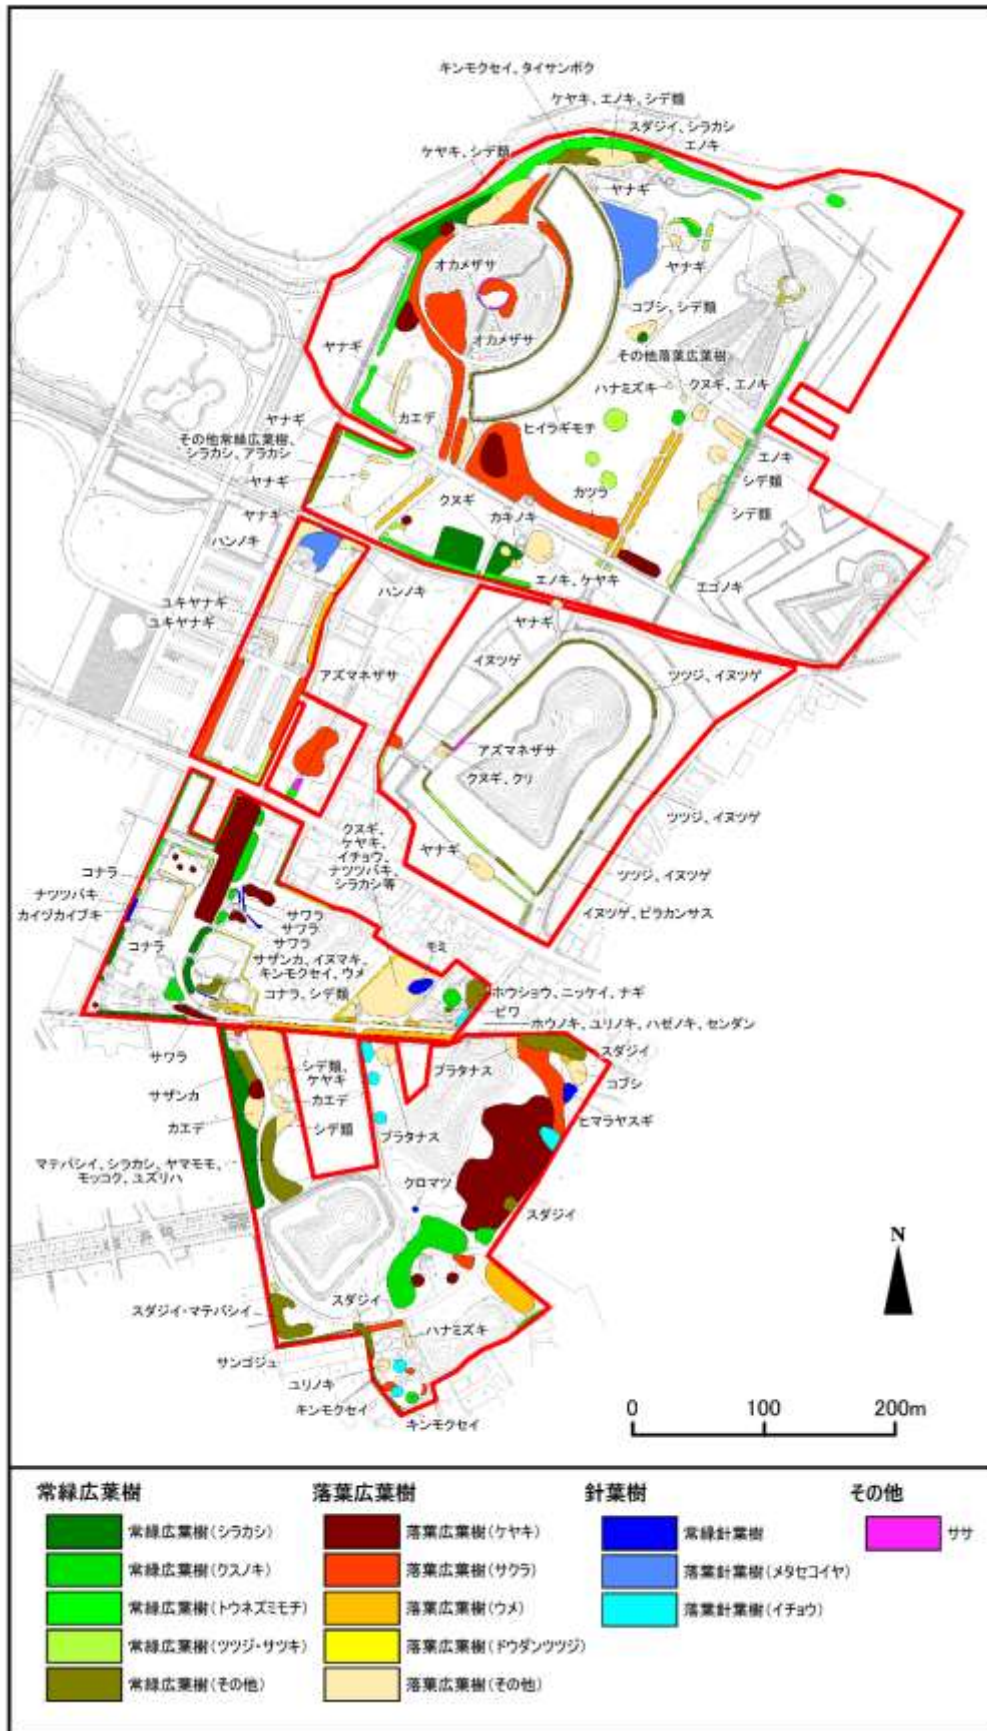 キンモクセイ、タイサンボク
ケヤキ、エノキ、シデ類
スダジイ、シラカシ
エノキ
ケヤキ、シデ類
ヤナギ
オカメザサ
ヤナギ
コブシ、シデ類
オカメザサ
ヤナギ
その他落葉広葉樹
ハナミズキ
クヌギ、エノキ
カエデ
ヤナギ
ヒイラギモチ
その他常緑広葉樹、
シラカシ、アラカシ
エノキ
ヤナギ
シデ類
クヌギ
カツラ
カキノキ
シデ類
ヤナギ
ハンノキ
ハンノキ
エノキ、ケヤキ
エゴノキ
ユキヤナギ
ユキヤナギ
ヤナギ
イヌツゲ
ツツジ、イヌツゲ
アズマネザサ
アズマネザサ
クヌギ、クリ
ツツジ、イヌツゲ
クヌギ、
ケヤキ、
イチョウ、
ナツツバキ、
シラカシ等
ヤナギ
ツツジ、イヌツゲ
コナラ
ナツツバキ
カイヅカイブキ
イヌツゲ、ピラカンサス
サワラ
サワラ
サワラ
コナラ
モミ
サザンカ、イヌマキ、
キンモクセイ、ウメ
コナラ、シデ類
ホウショウ、ニッケイ、ナギ
ビワ
ホウノキ、ユリノキ、ハゼノキ、センダン
サワラ
シデ類、
ケヤキ
プラタナス
スダジイ
コブシ
サザンカ
カエデ
ヒマラヤスギ
カエデ
シデ類
プラタナス
マテバシイ、シラカシ、ヤマモモ、
モッコク、ユズリハ
クロマツ
スダジイ
N
スダジイ・マテバシイ
スダジイ
ハナミズキ
サンゴジュ
ユリノキ
キンモクセイ
キンモクセイ
0 100 200m
常緑広葉樹 落葉広葉樹 針葉樹 その他
常緑広葉樹(シラカシ) 落葉広葉樹(ケヤキ) 常緑針葉樹 ササ
常緑広葉樹(クスノキ) 落葉広葉樹(サクラ) 落葉針葉樹(メタセコイヤ)
常緑広葉樹(トウネズミモチ) 落葉広葉樹(ウメ) 落葉針葉樹(イチョウ)
常緑広葉樹(ツツジ・サツキ) 落葉広葉樹(ドウダンツツジ)
常緑広葉樹(その他) 落葉広葉樹(その他)